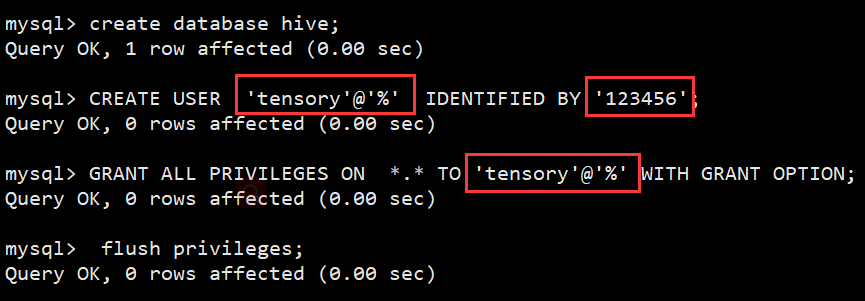 mysql> create database hive;
Query OK, 1 row affected (0.00 sec)
mysql> CREATE USER  'tensory'@'%'  IDENTIFIED BY '123456';
Query OK, 0 rows affected (0.00 sec)
mysql> GRANT ALL PRIVILEGES ON  *.* TO 'tensory'@'%' WITH GRANT OPTION;
Query OK, 0 rows affected (0.00 sec)
mysql>  flush privileges;
Query OK, 0 rows affected (0.00 sec)